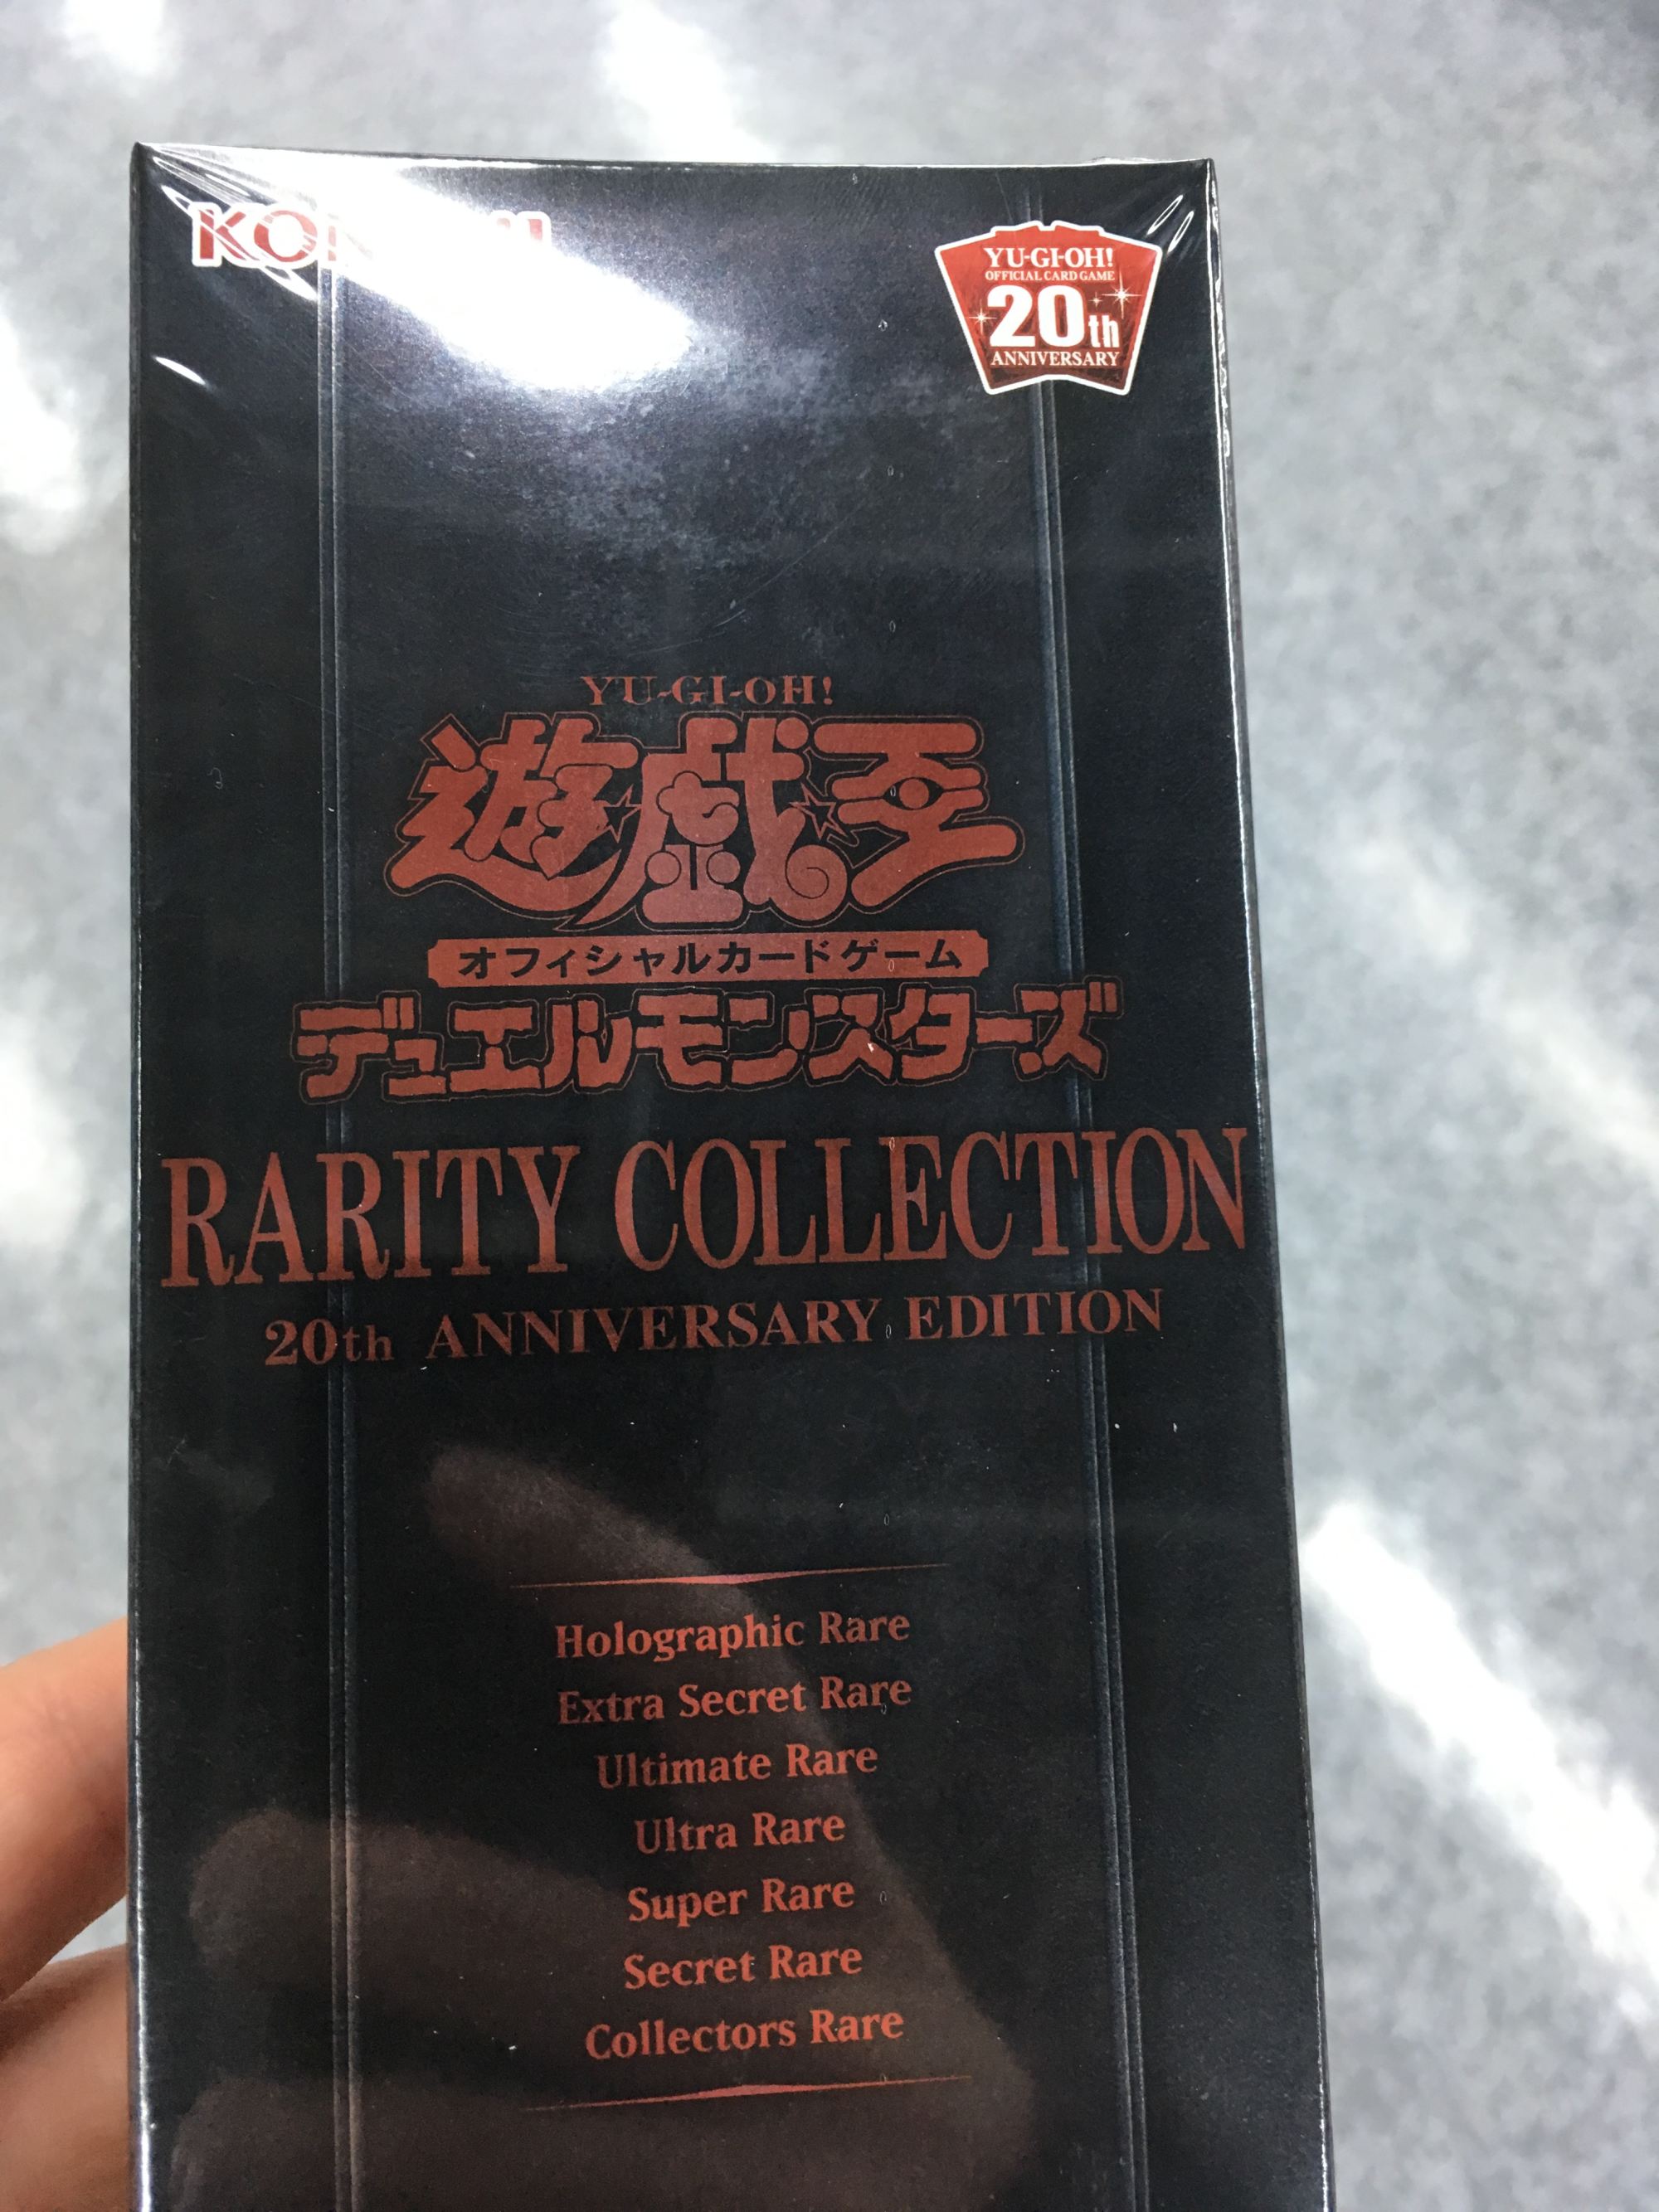 YU-GI-OH!
OFFICIAL CARD GAME
20th
ANNIVERSARY
YU-GI-OH!
遊戯王
オフィシャルカードゲーム
デュエルモンスターズ
RARITY COLLECTION
20th ANNIVERSARY EDITION
Holographic Rare
Extra Secret Rare
Ultimate Rare
Ultra Rare
Super Rare
Secret Rare
Collectors Rare